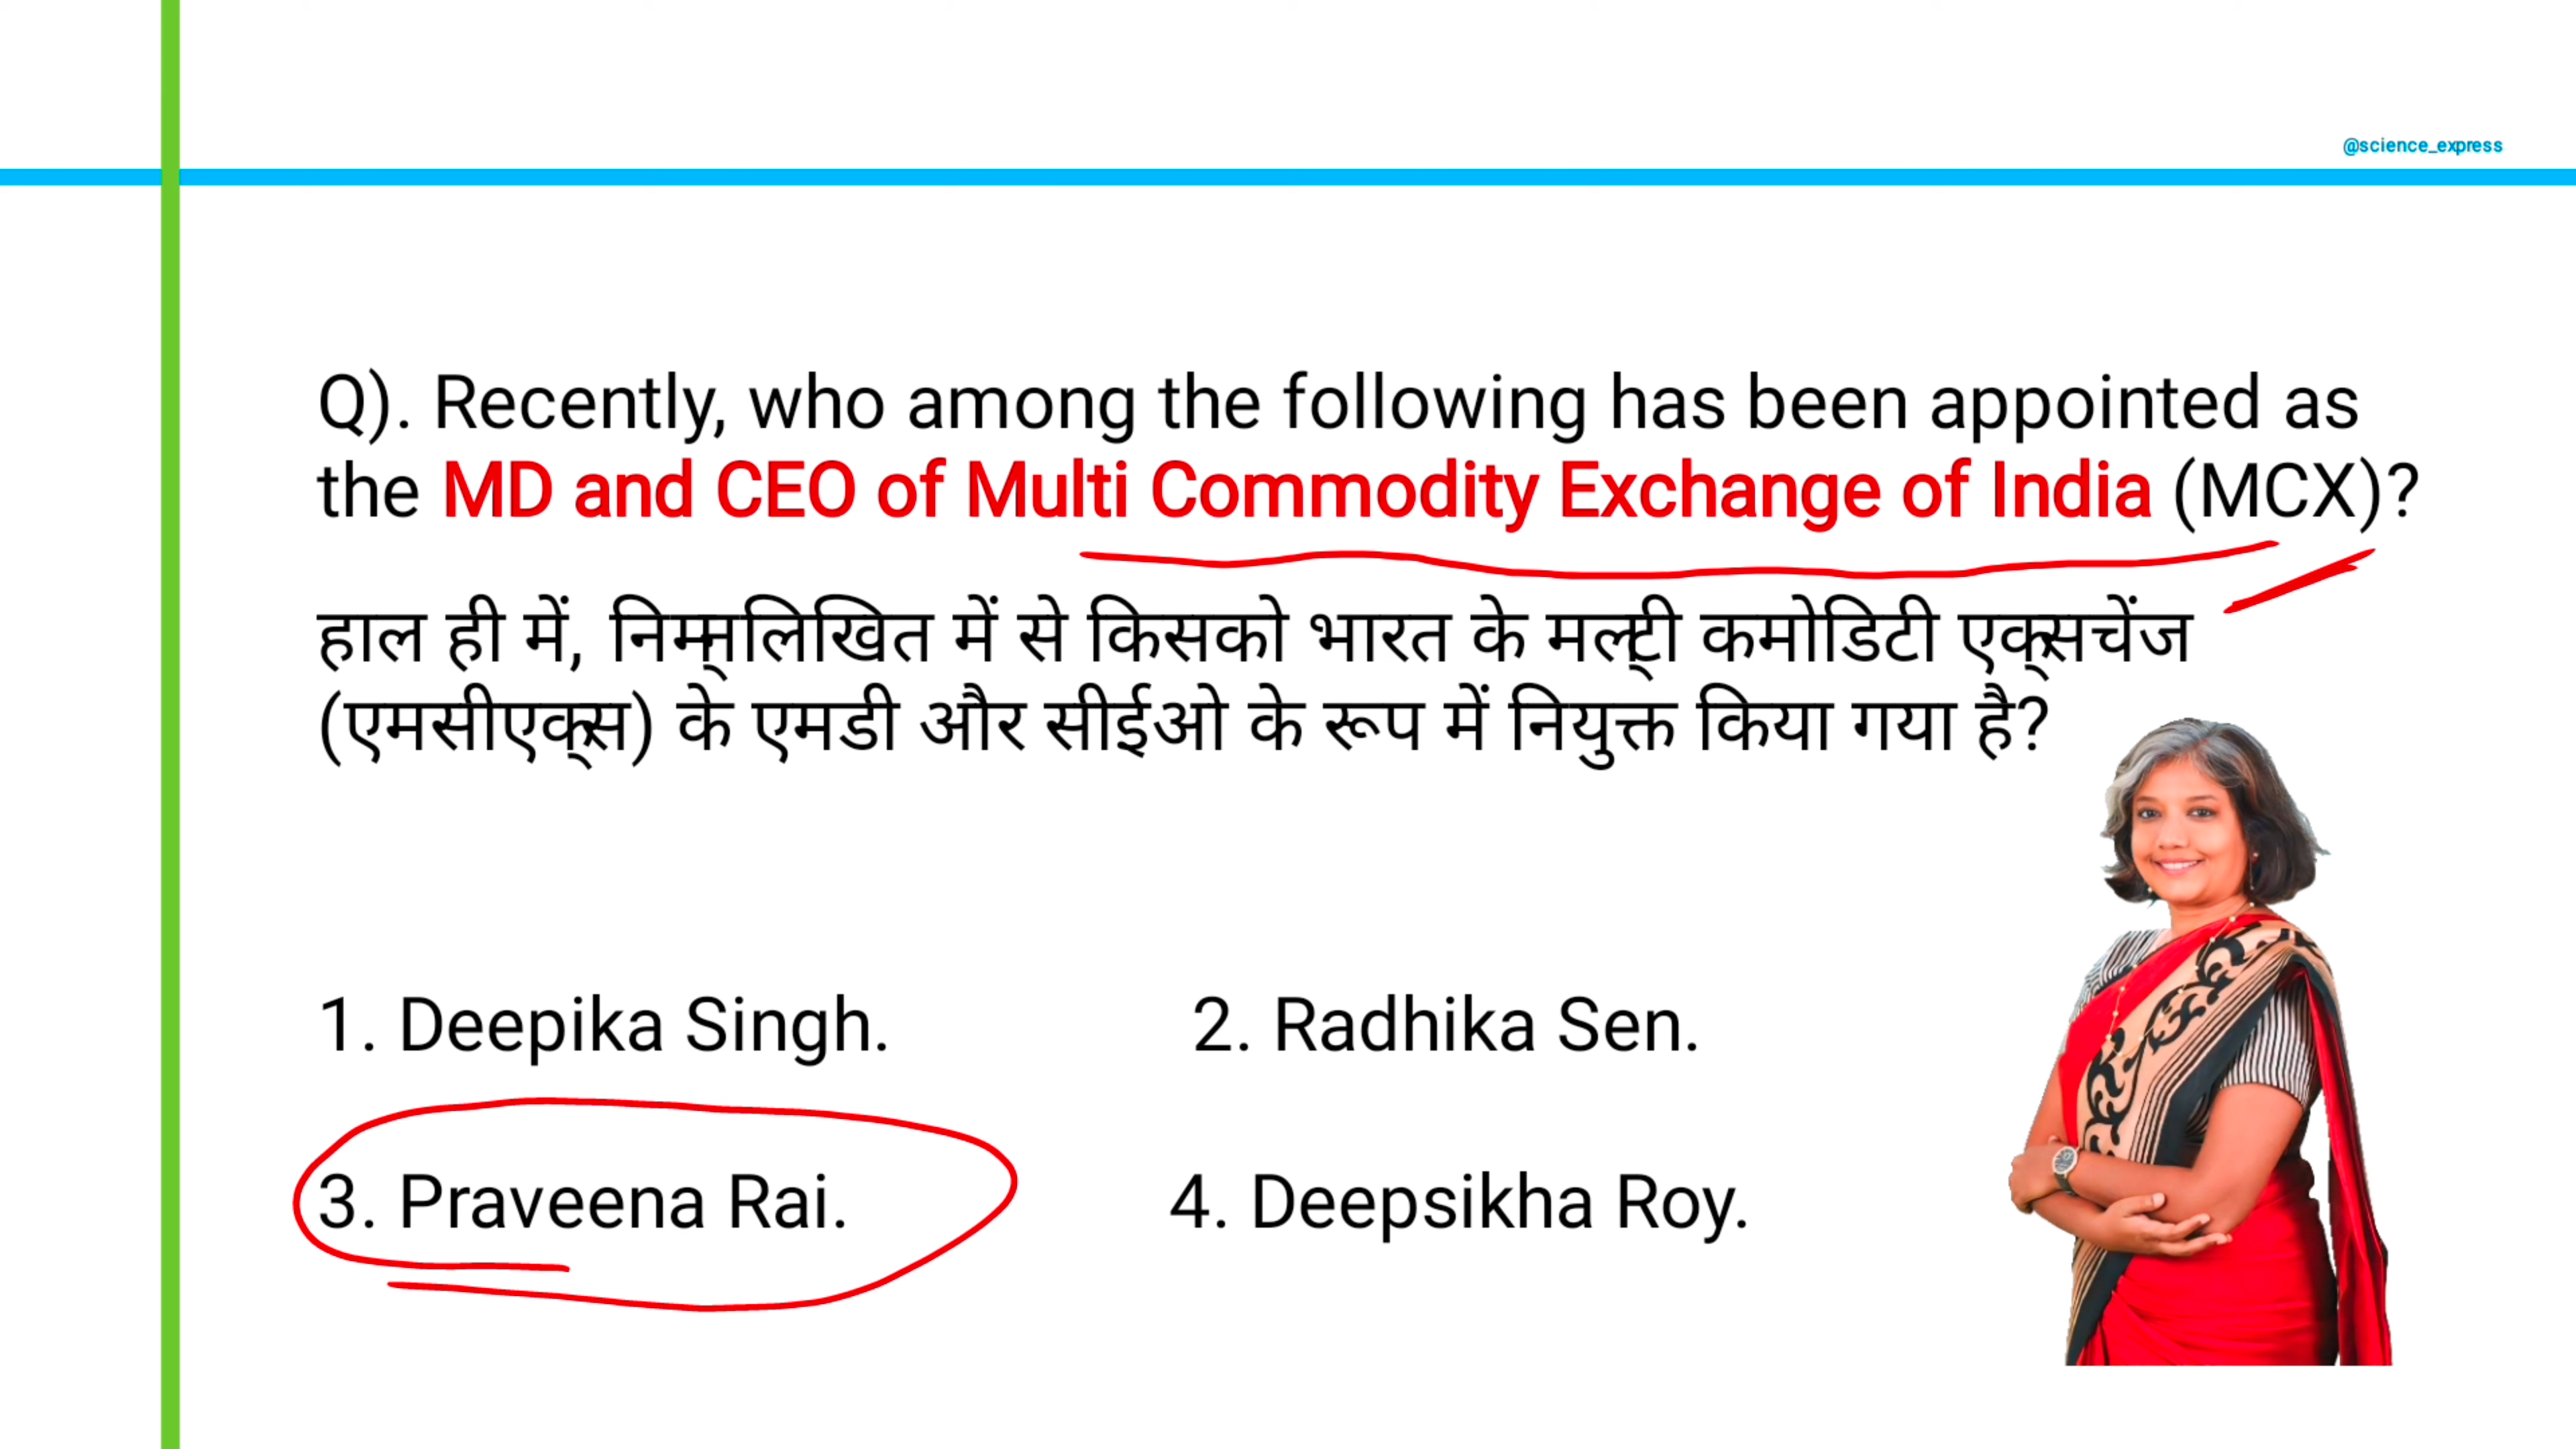 @science_express
Q). Recently, who among the following has been appointed as
the MD and CEO of Multi Commodity Exchange of India (MCX)?
हाल ही में, निम्नलिखित में से किसको भारत के मल्टी कमोडिटी एक्सचेंज
(एमसीएक्स) के एमडी और सीईओ के रूप में नियुक्त किया गया है?
1. Deepika Singh.
2. Radhika Sen.
3. Praveena Rai.
4. Deepsikha Roy.